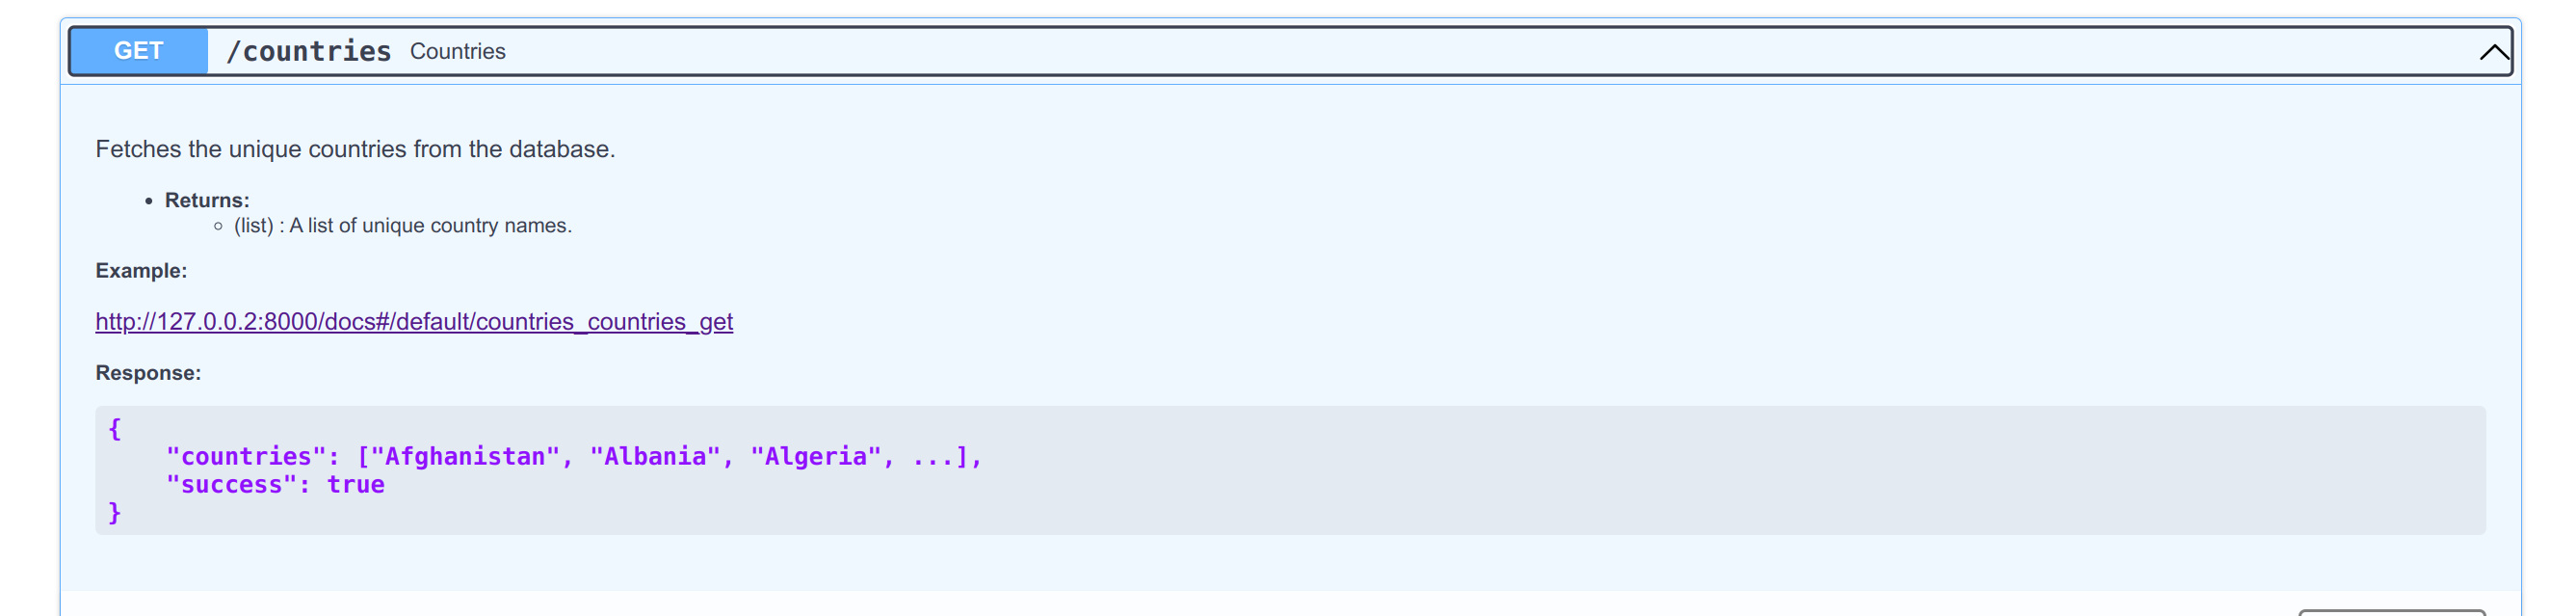 GET /countries Countries
Fetches the unique countries from the database.
• Returns:
◦ (list) : A list of unique country names.
Example:
http://127.0.0.2:8000/docs#/default/countries_countries_get
Response:
{
    "countries": ["Afghanistan", "Albania", "Algeria", ...],
    "success": true
}